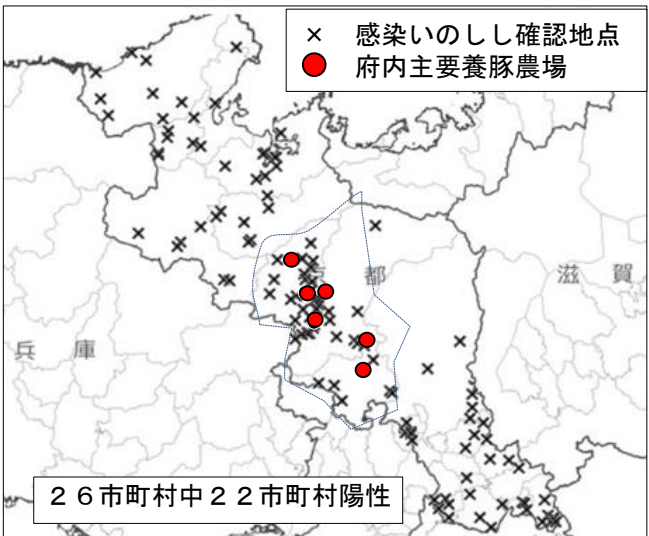 × 感染いのしし確認地点
府内主要養豚農場
京 都
滋 賀
兵 庫
２６市町村中２２市町村陽性